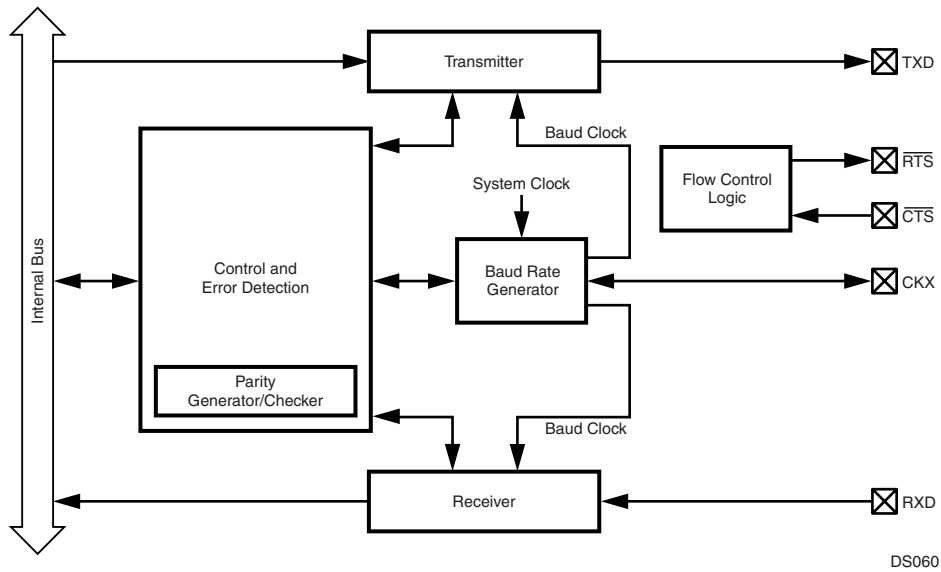 Transmitter
TXD
Baud Clock
RTS
Flow Control
Logic
System Clock
CTS
Internal Bus
Control and
Error Detection
Baud Rate
Generator
CKX
Parity
Generator/Checker
Baud Clock
Receiver
RXD
DS060